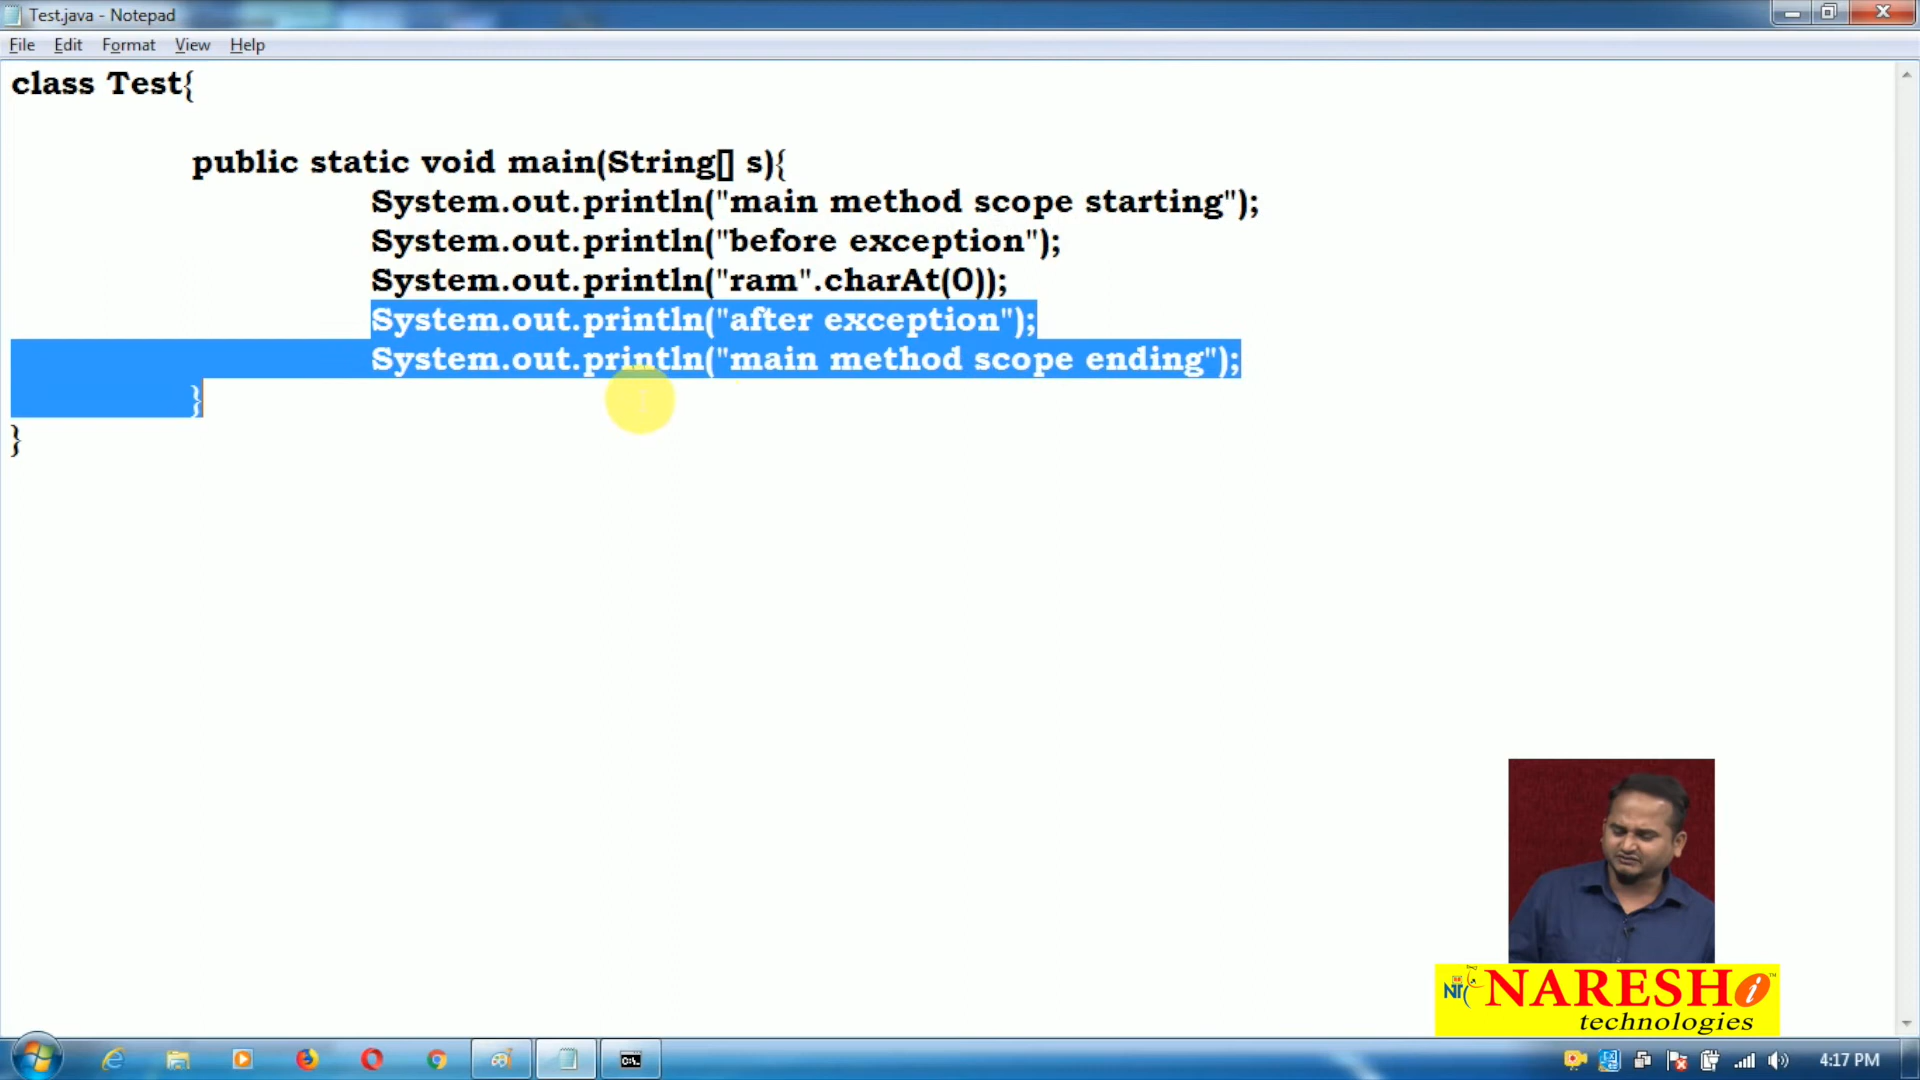 Test.java - Notepad
File Edit Format View Help
class Test{
public static void main(String[] s){
System.out.println("main method scope starting");
System.out.println("before exception");
System.out.println("ram".charAt(0));
System.out.println("after exception");
System.out.println("main method scope ending");
}
}
NARESHi
technologies
4:17 PM